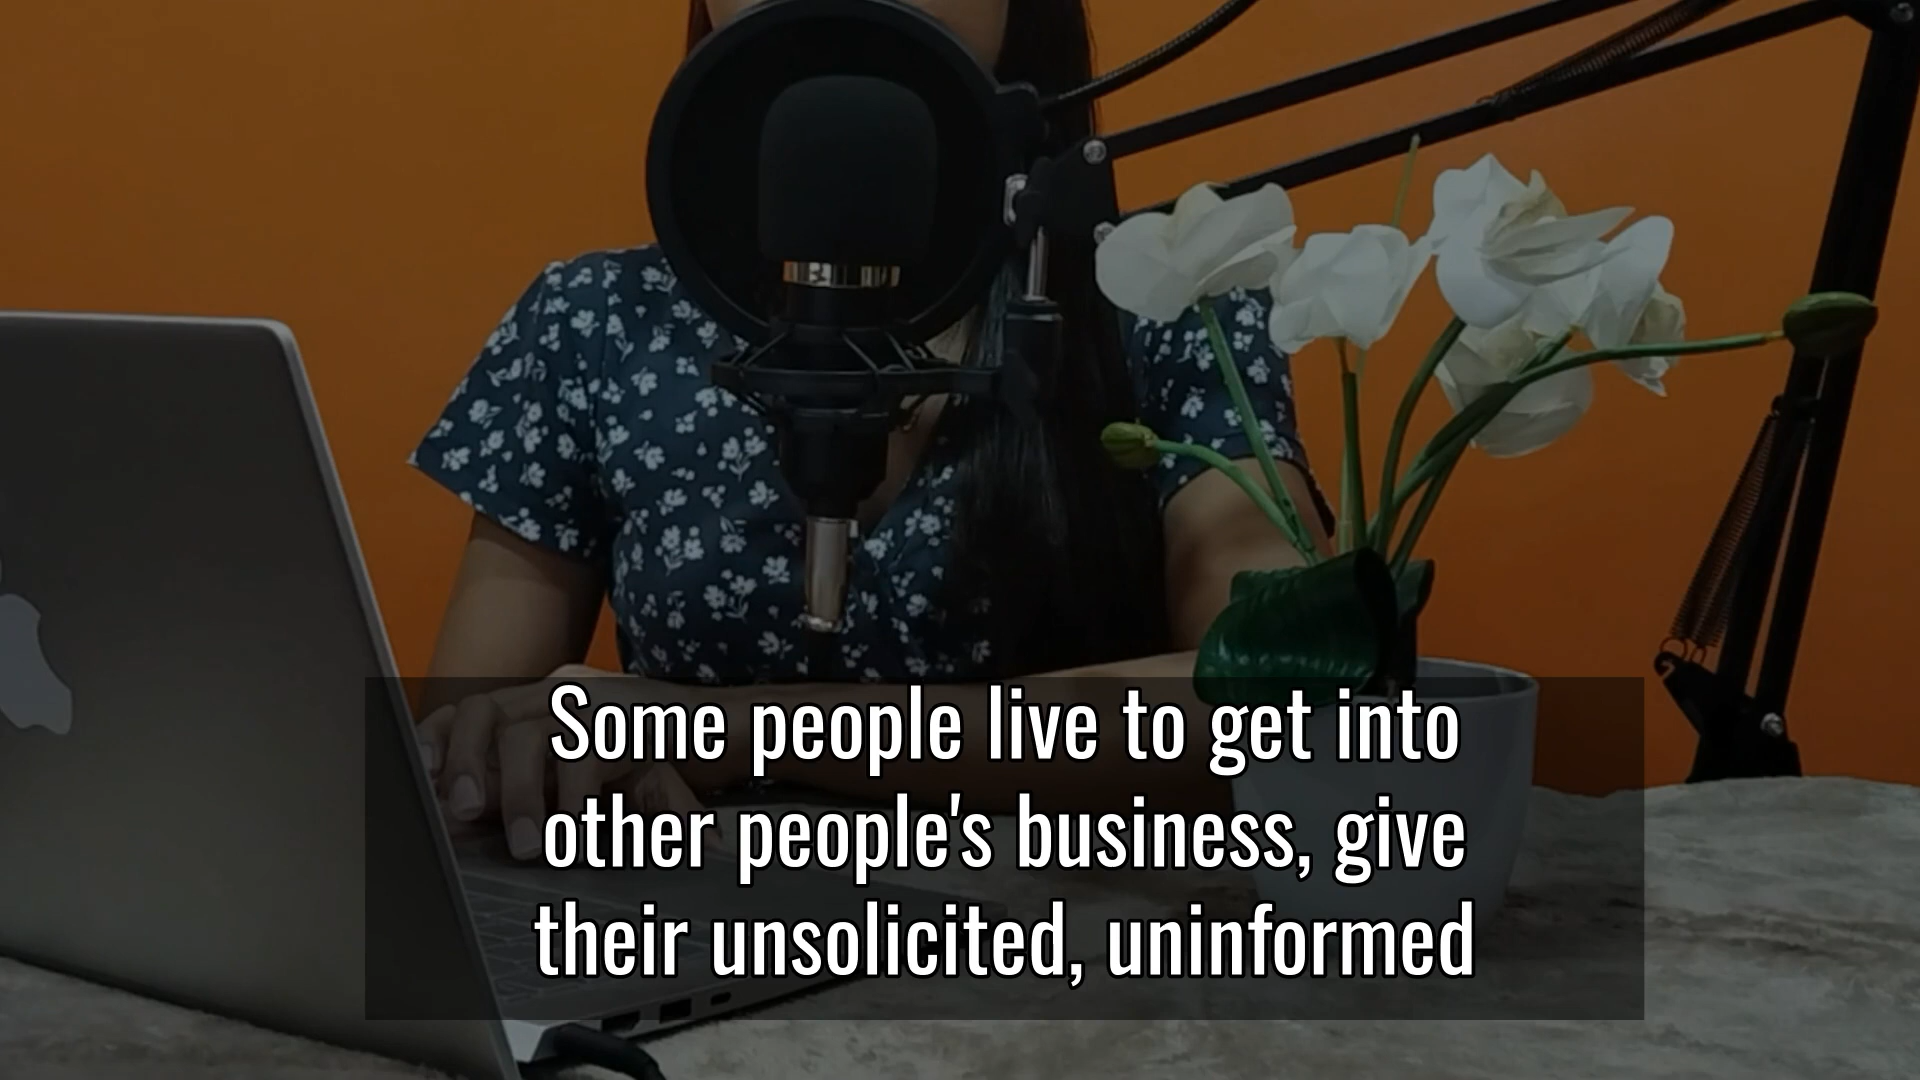 Some people live to get into
other people's business, give
their unsolicited, uninformed